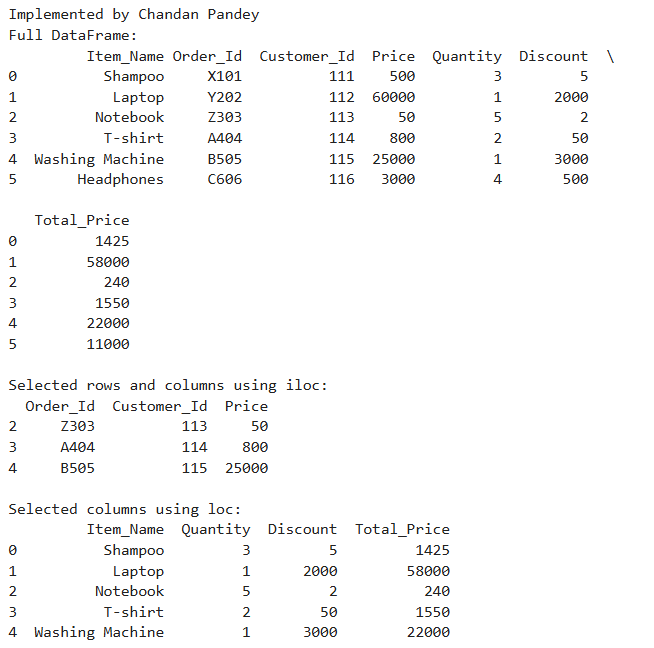 Implemented by Chandan Pandey
Full DataFrame:
Item_Name Order_Id Customer_Id Price Quantity Discount \
0 Shampoo X101 111 500 3 5
1 Laptop Y202 112 60000 1 2000
2 Notebook Z303 113 50 5 2
3 T-shirt A404 114 800 2 50
4 Washing Machine B505 115 25000 1 3000
5 Headphones C606 116 3000 4 500
Total_Price
0 1425
1 58000
2 240
3 1550
4 22000
5 11000
Selected rows and columns using iloc:
Order_Id Customer_Id Price
2 Z303 113 50
3 A404 114 800
4 B505 115 25000
Selected columns using loc:
Item_Name Quantity Discount Total_Price
0 Shampoo 3 5 1425
1 Laptop 1 2000 58000
2 Notebook 5 2 240
3 T-shirt 2 50 1550
4 Washing Machine 1 3000 22000